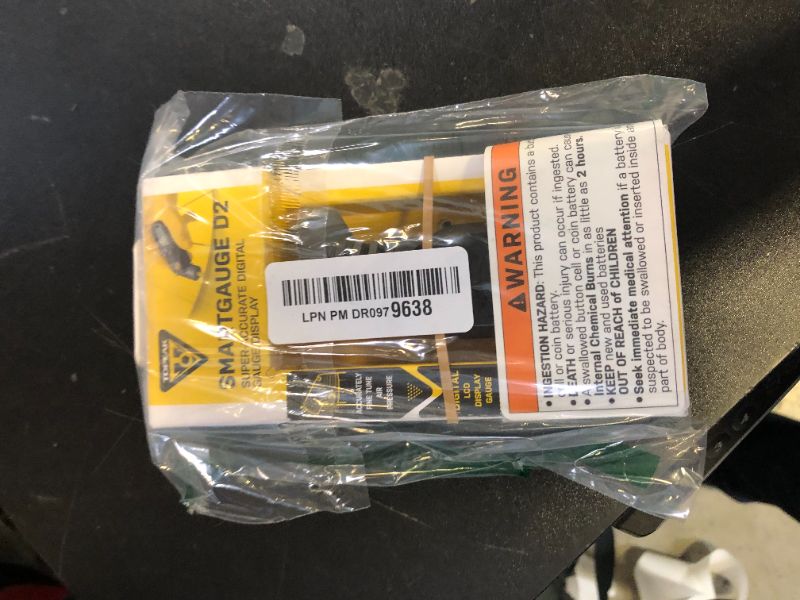 TOPEAK
SMARTGAUGE D2
SUPER ACCURATE DIGITAL
GAUGE DISPLAY
LPN PM DR0979638
ACCURATELY
FINE TUNE
AIR
PRESSURE
DIGITAL
LCD
DISPLAY
GAUGE
WARNING
• INGESTION HAZARD: This product contains a
cell or coin battery.
• DEATH or serious injury can occur if ingested.
• A swallowed button cell or coin battery can
Internal Chemical Burns in as little as 2 hours.
• KEEP new and used batteries
OUT OF REACH of CHILDREN
• Seek immediate medical attention if a battery
suspected to be swallowed or inserted inside
part of body.